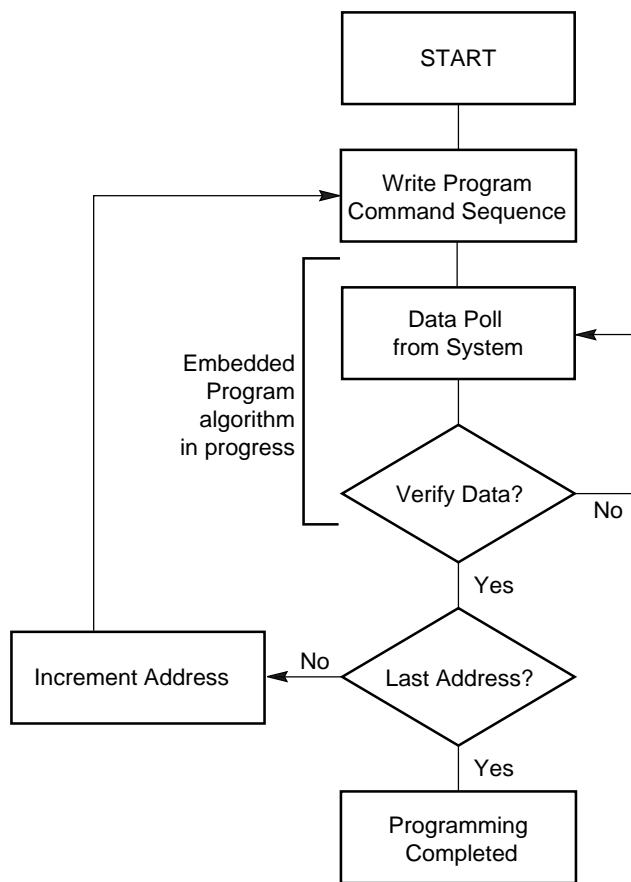 START
Write Program
Command Sequence
Data Poll
from System
Embedded
Program
algorithm
in progress
Verify Data?
No
Yes
Increment Address
No
Last Address?
Yes
Programming
Completed